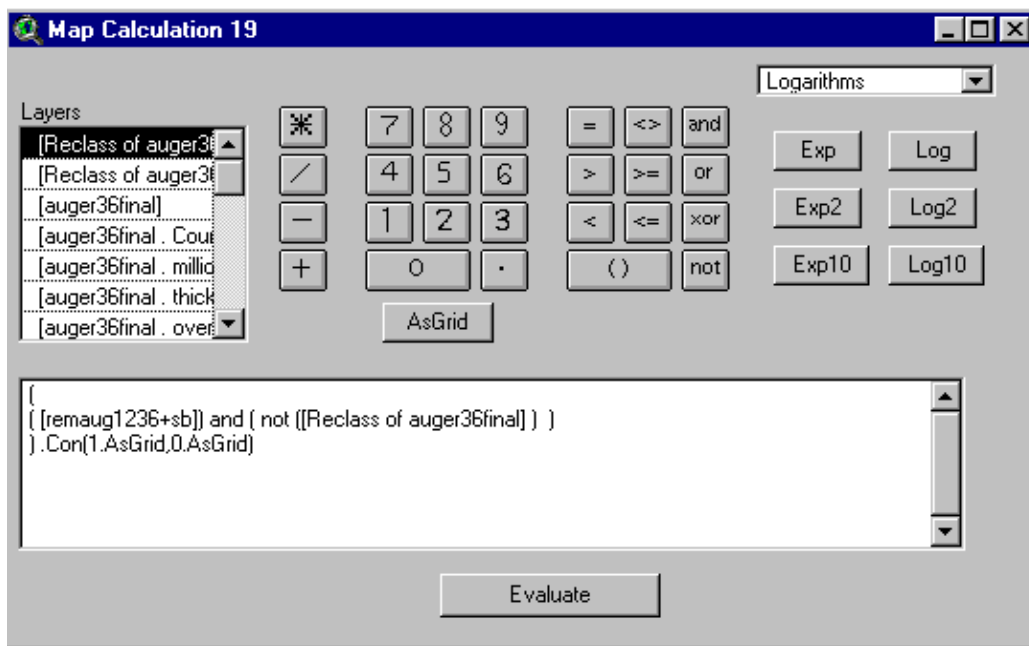 Map Calculation 19
Logarithms
Layers
[Reclass of auger3
[Reclass of auger3
[auger36final]
[auger36final . Cou
[auger36final . millio
[auger36final . thick
[auger36final . over
* 7 8 9 = <> and
/ 4 5 6 > >= or
− 1 2 3 < <= xor
+ 0 . ( ) not
AsGrid
Exp Log
Exp2 Log2
Exp10 Log10
(
( [remaug1236+sb]) and ( not ([Reclass of auger36final] ) )
) .Con(1.AsGrid,0.AsGrid)
Evaluate